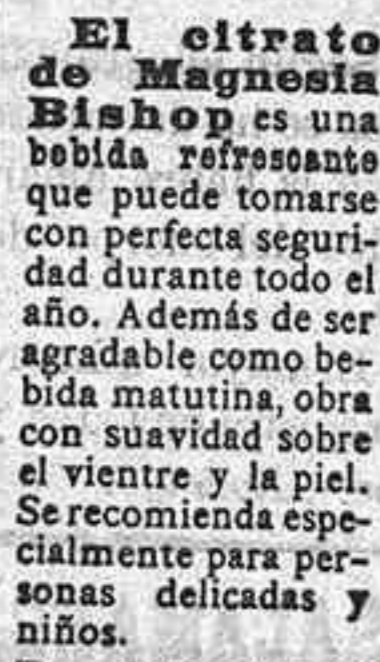 El citrato
de Magnesia
Bishop es una
bebida refrescante
que puede tomarse
con perfecta seguri-
dad durante todo el
año. Además de ser
agradable como be-
bida matutina, obra
con suavidad sobre
el vientre y la piel.
Se recomienda espe-
cialmente para per-
sonas delicadas y
niños.